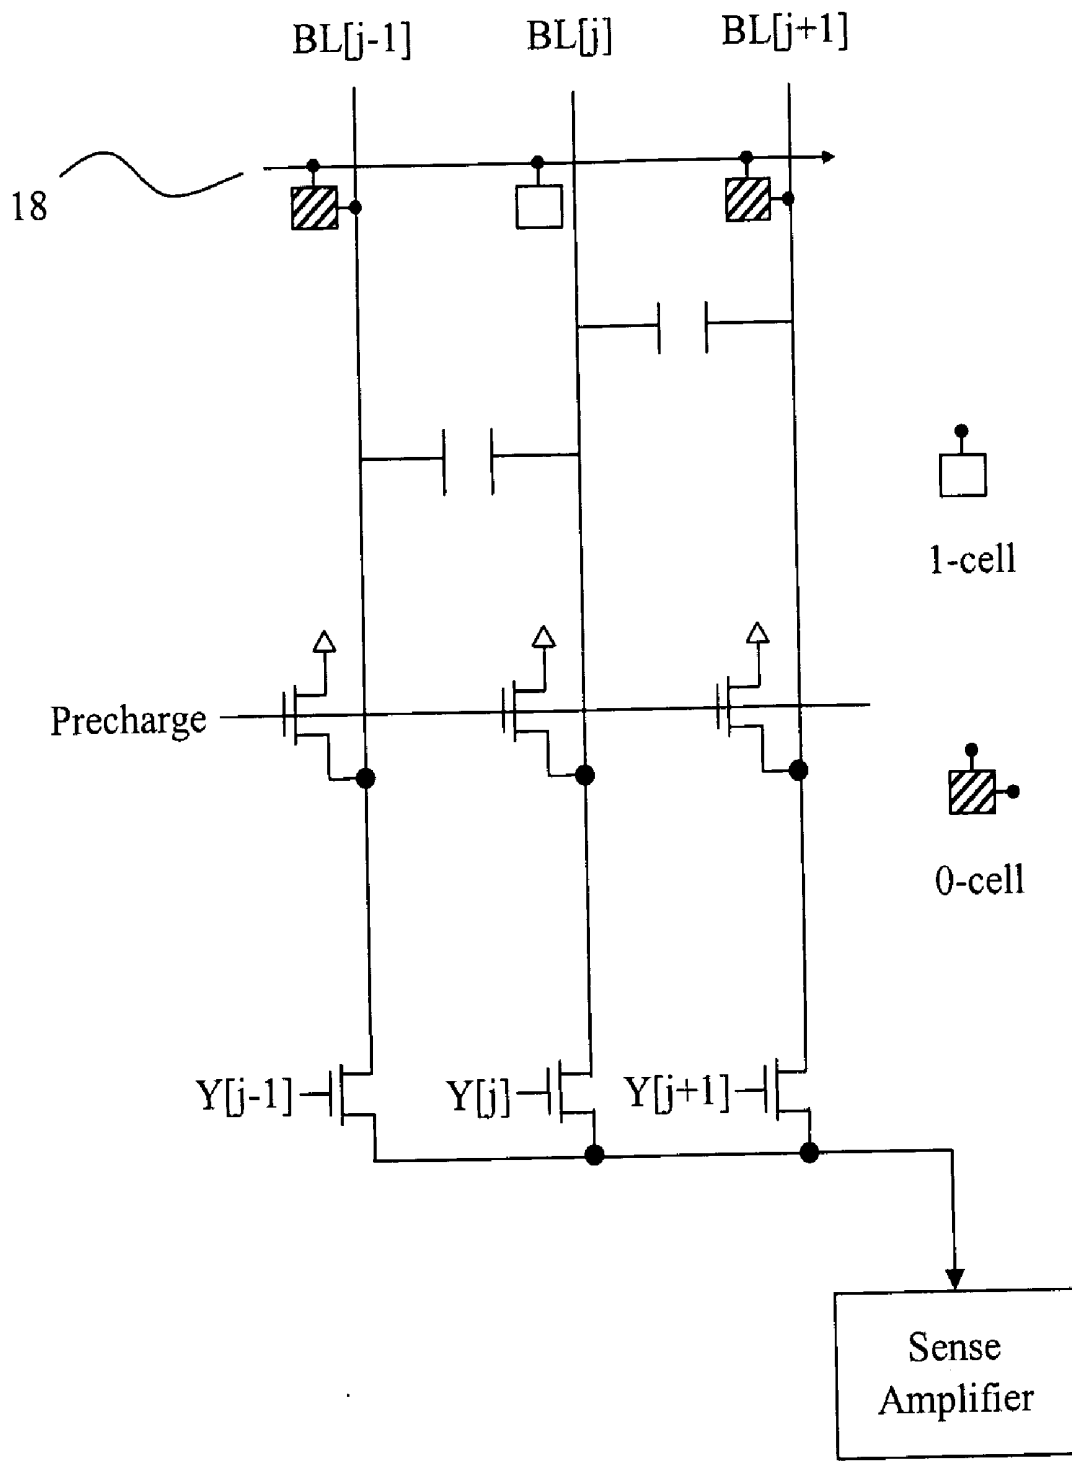 BL[j-1]
BL[j]
BL[j+1]
18
1-cell
Precharge
0-cell
Y[j-1]
Y[j]
Y[j+1]
Sense
Amplifier